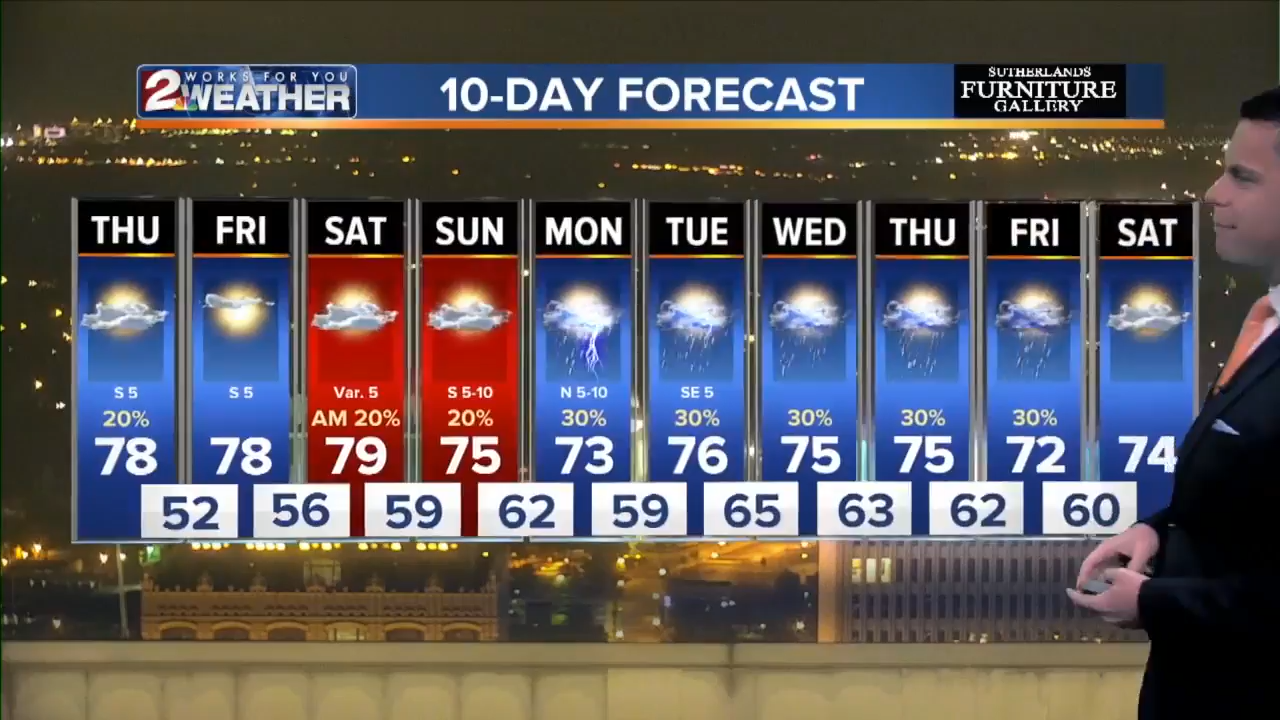 2 WORKS FOR YOU
WEATHER
10-DAY FORECAST
SUTHERLANDS
FURNITURE
GALLERY
THU FRI SAT SUN MON TUE WED THU FRI SAT
S 5 S 5 Var. 5 S 5-10 N 5-10 SE 5
20% AM 20% 20% 30% 30% 30% 30% 30%
78 78 79 75 73 76 75 75 72 74
52 56 59 62 59 65 63 62 60